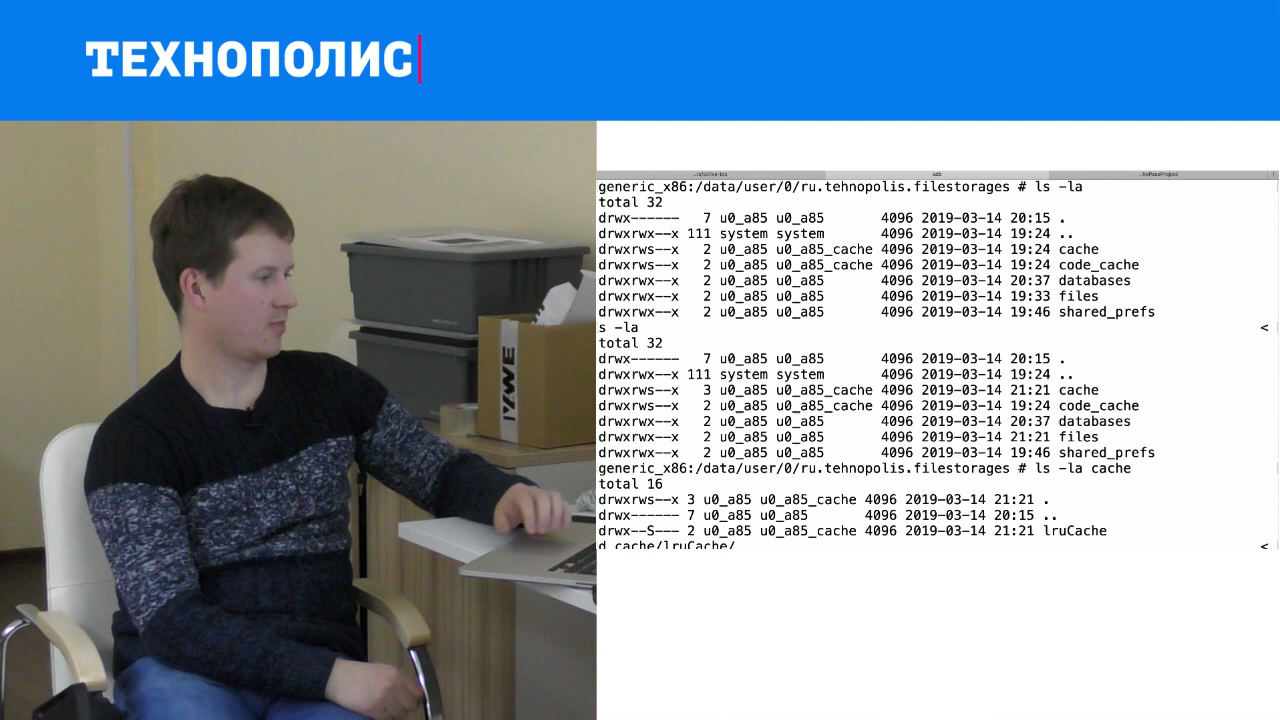 ТЕХНОПОЛИС
adb
generic_x86:/data/user/0/ru.tehnopolis.filestorages # ls -la
total 32
drwx------ 7 u0_a85 u0_a85 4096 2019-03-14 20:15 .
drwxrwx--x 111 system system 4096 2019-03-14 19:24 ..
drwxrws--x 2 u0_a85 u0_a85_cache 4096 2019-03-14 19:24 cache
drwxrws--x 2 u0_a85 u0_a85_cache 4096 2019-03-14 19:24 code_cache
drwxrwx--x 2 u0_a85 u0_a85 4096 2019-03-14 20:37 databases
drwxrwx--x 2 u0_a85 u0_a85 4096 2019-03-14 19:33 files
drwxrwx--x 2 u0_a85 u0_a85 4096 2019-03-14 19:46 shared_prefs
s -la <
total 32
drwx------ 7 u0_a85 u0_a85 4096 2019-03-14 20:15 .
drwxrwx--x 111 system system 4096 2019-03-14 19:24 ..
drwxrws--x 3 u0_a85 u0_a85_cache 4096 2019-03-14 21:21 cache
drwxrws--x 2 u0_a85 u0_a85_cache 4096 2019-03-14 19:24 code_cache
drwxrwx--x 2 u0_a85 u0_a85 4096 2019-03-14 20:37 databases
drwxrwx--x 2 u0_a85 u0_a85 4096 2019-03-14 21:21 files
drwxrwx--x 2 u0_a85 u0_a85 4096 2019-03-14 19:46 shared_prefs
generic_x86:/data/user/0/ru.tehnopolis.filestorages # ls -la cache
total 16
drwxrws--x 3 u0_a85 u0_a85_cache 4096 2019-03-14 21:21 .
drwx------ 7 u0_a85 u0_a85 4096 2019-03-14 20:15 ..
drwx--S--- 2 u0_a85 u0_a85_cache 4096 2019-03-14 21:21 lruCache
d cache/lruCache/ <